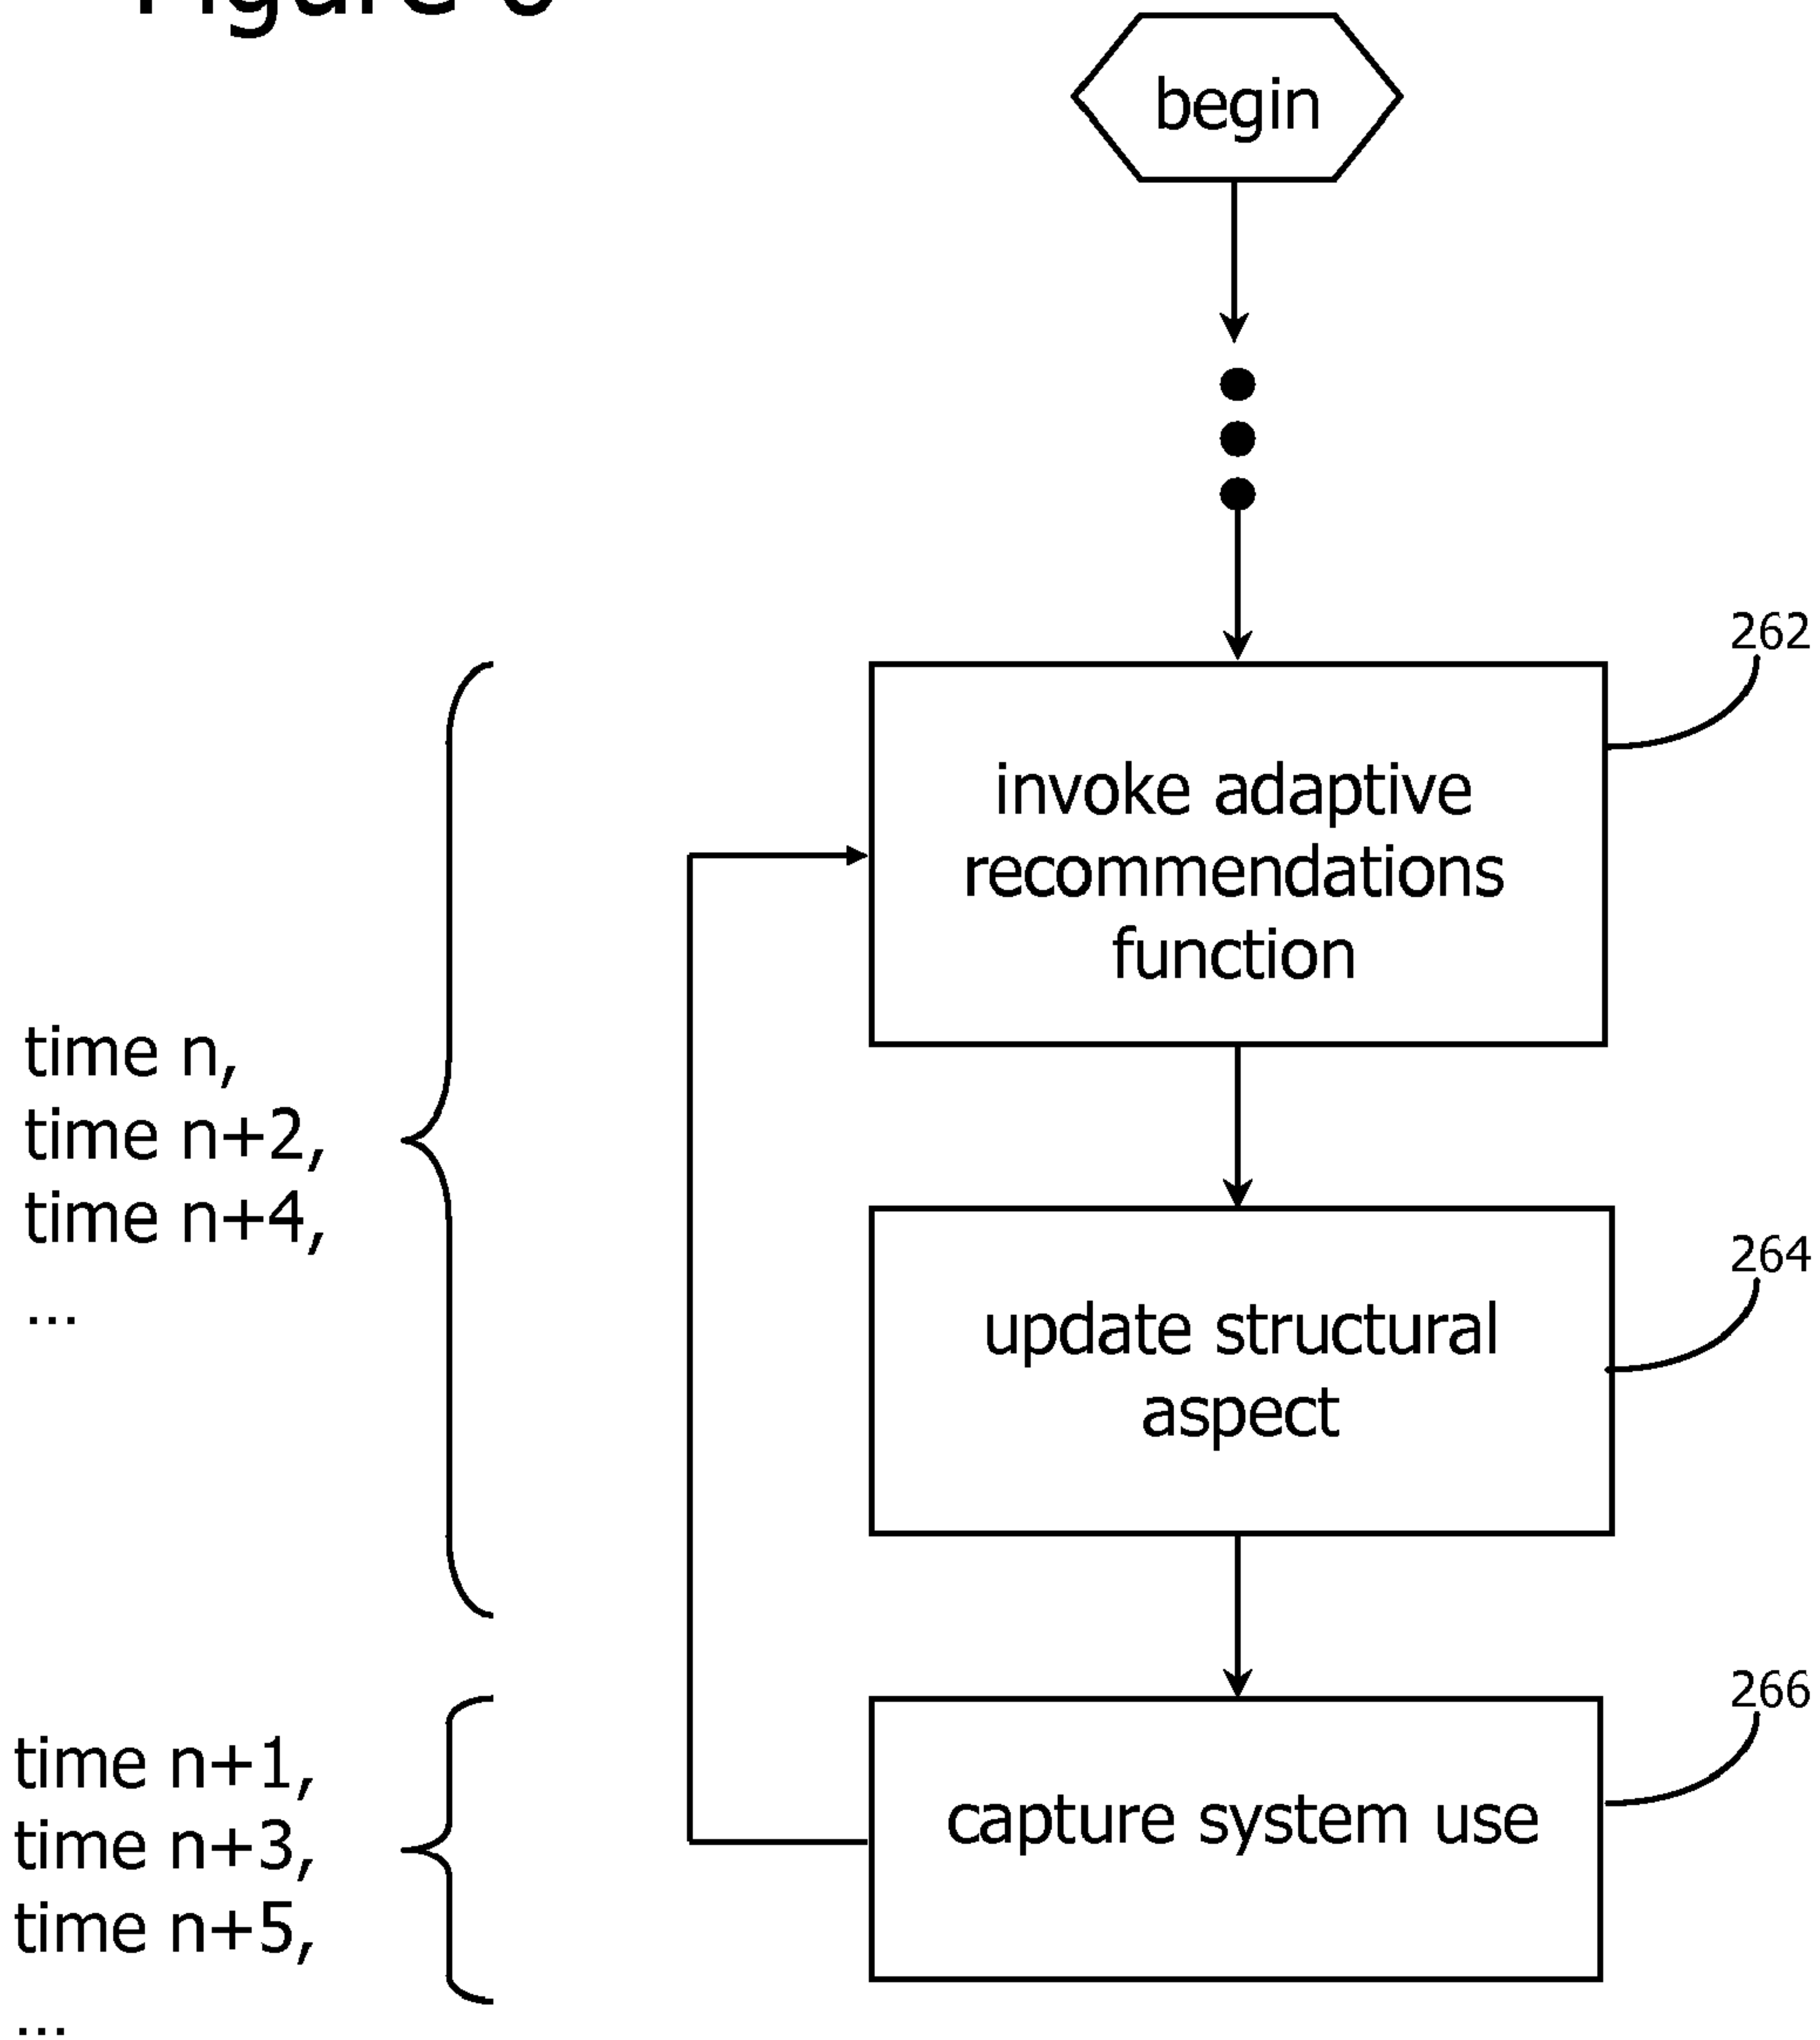 begin
262
invoke adaptive
recommendations
function
time n,
time n+2,
time n+4,
...
264
update structural
aspect
266
capture system use
time n+1,
time n+3,
time n+5,
...